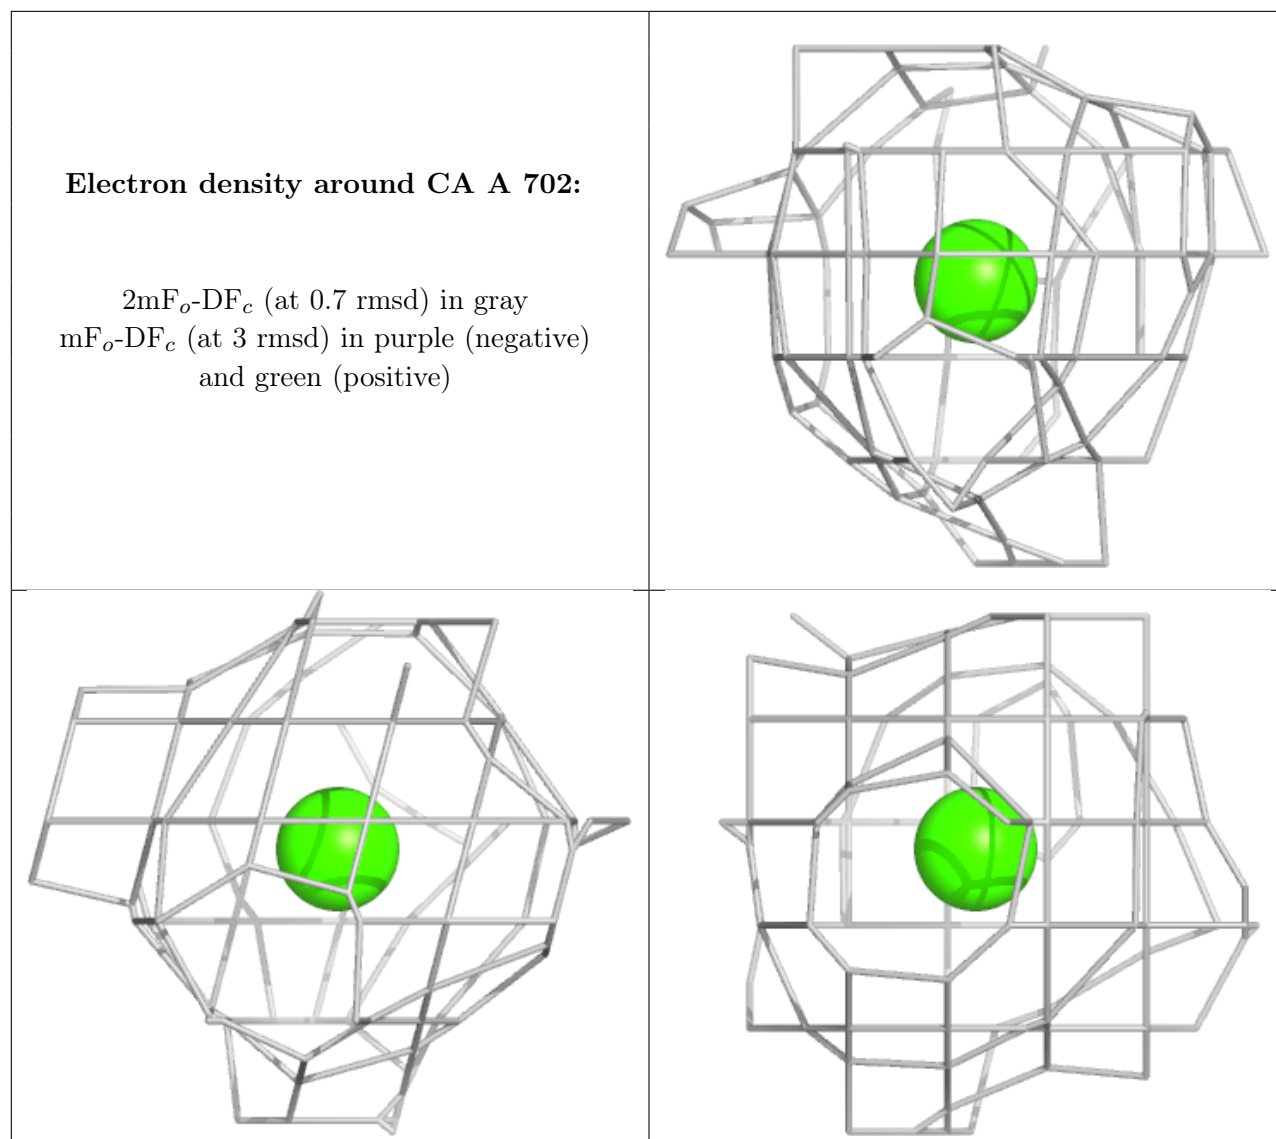 Electron density around CA A 702:
2mFo-DFc (at 0.7 rmsd) in gray
mFo-DFc (at 3 rmsd) in purple (negative)
and green (positive)